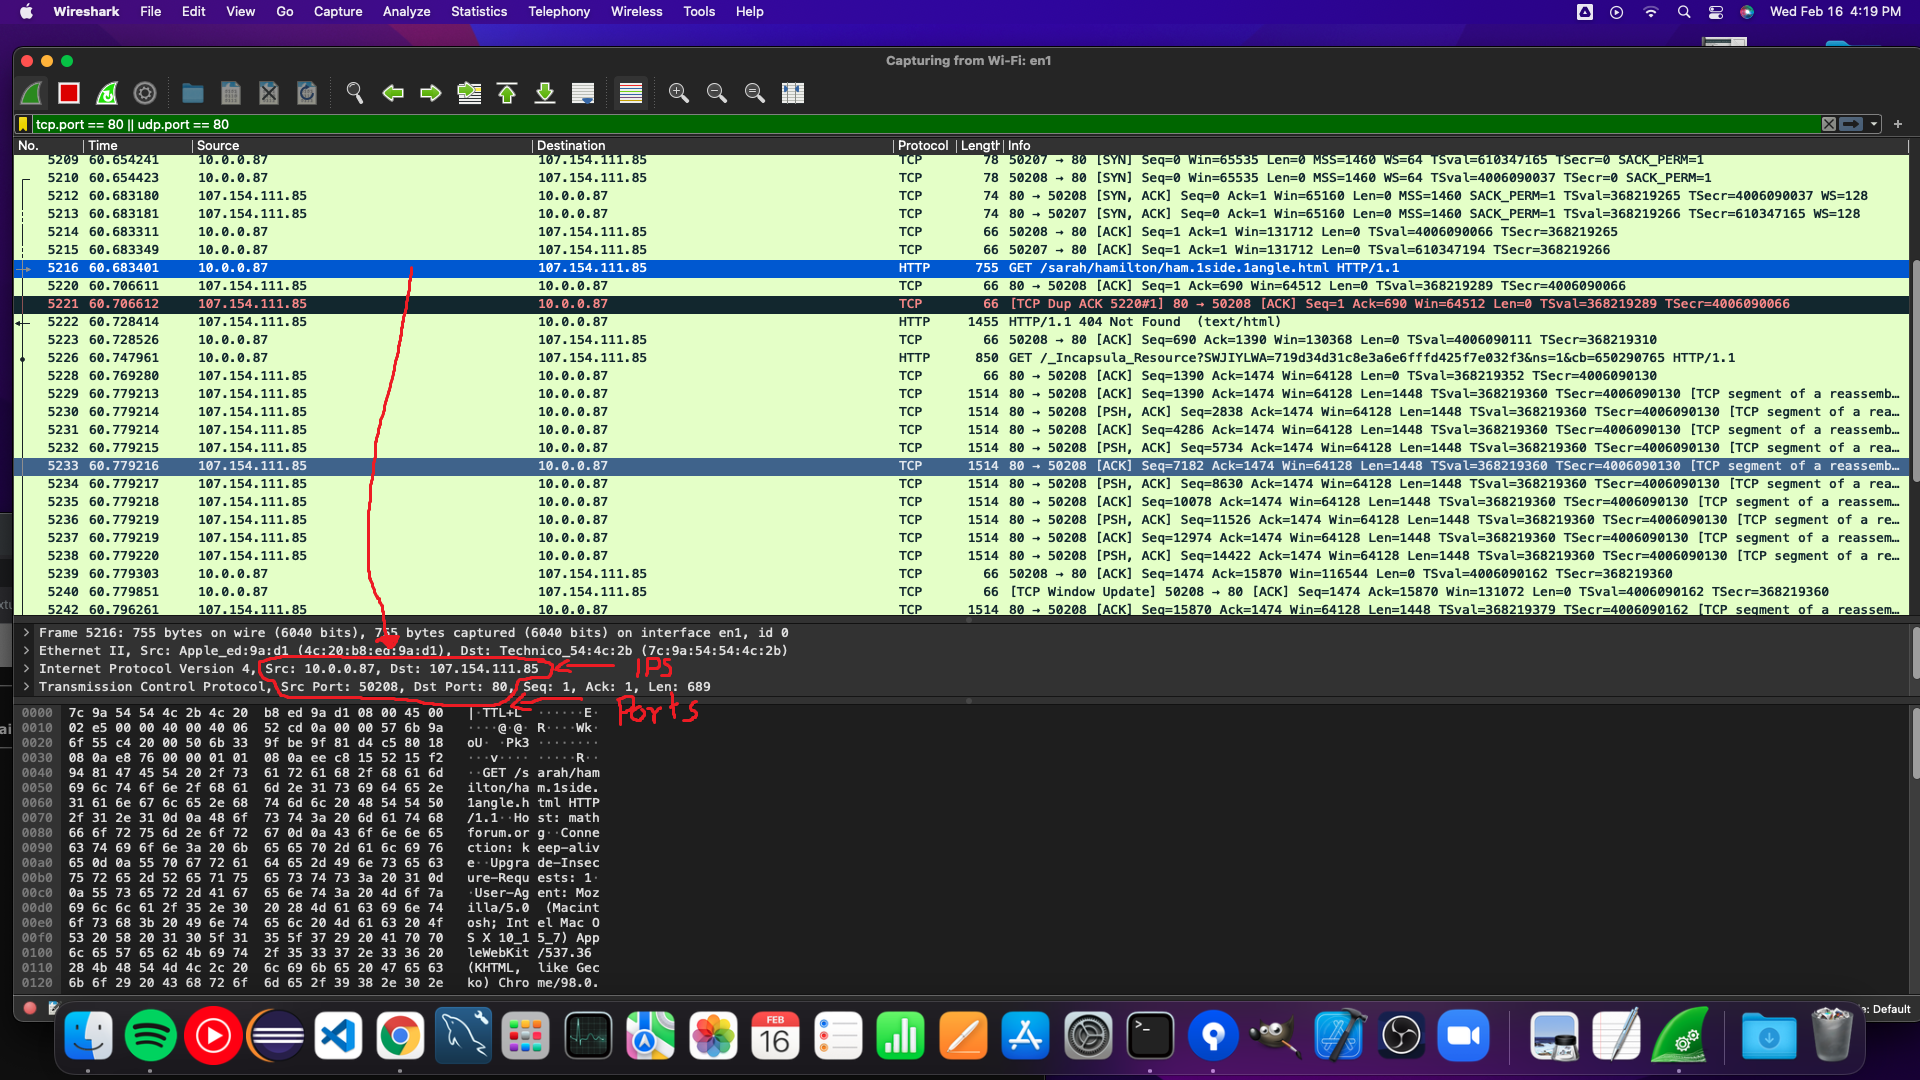 Wireshark File Edit View Go Capture Analyze Statistics Telephony Wireless Tools Help Wed Feb 16 4:19 PM
Capturing from Wi-Fi: en1
tcp.port == 80 || udp.port == 80
No. Time Source Destination Protocol Length Info
5209 60.654241 10.0.0.87 107.154.111.85 TCP 78 50207 → 80 [SYN] Seq=0 Win=65535 Len=0 MSS=1460 WS=64 TSval=610347165 TSecr=0 SACK_PERM=1
5210 60.654423 10.0.0.87 107.154.111.85 TCP 78 50208 → 80 [SYN] Seq=0 Win=65535 Len=0 MSS=1460 WS=64 TSval=4006090037 TSecr=0 SACK_PERM=1
5212 60.683180 107.154.111.85 10.0.0.87 TCP 74 80 → 50208 [SYN, ACK] Seq=0 Ack=1 Win=65160 Len=0 MSS=1460 SACK_PERM=1 TSval=368219265 TSecr=4006090037 WS=128
5213 60.683181 107.154.111.85 10.0.0.87 TCP 74 80 → 50207 [SYN, ACK] Seq=0 Ack=1 Win=65160 Len=0 MSS=1460 SACK_PERM=1 TSval=368219266 TSecr=610347165 WS=128
5214 60.683311 10.0.0.87 107.154.111.85 TCP 66 50208 → 80 [ACK] Seq=1 Ack=1 Win=131712 Len=0 TSval=4006090066 TSecr=368219265
5215 60.683349 10.0.0.87 107.154.111.85 TCP 66 50207 → 80 [ACK] Seq=1 Ack=1 Win=131712 Len=0 TSval=610347194 TSecr=368219266
5216 60.683401 10.0.0.87 107.154.111.85 HTTP 755 GET /sarah/hamilton/ham.1side.1angle.html HTTP/1.1
5220 60.706611 107.154.111.85 10.0.0.87 TCP 66 80 → 50208 [ACK] Seq=1 Ack=690 Win=64512 Len=0 TSval=368219289 TSecr=4006090066
5221 60.706612 107.154.111.85 10.0.0.87 TCP 66 [TCP Dup ACK 5220#1] 80 → 50208 [ACK] Seq=1 Ack=690 Win=64512 Len=0 TSval=368219289 TSecr=4006090066
5222 60.728414 107.154.111.85 10.0.0.87 HTTP 1455 HTTP/1.1 404 Not Found (text/html)
5223 60.728526 10.0.0.87 107.154.111.85 TCP 66 50208 → 80 [ACK] Seq=690 Ack=1390 Win=130368 Len=0 TSval=4006090111 TSecr=368219310
5226 60.747961 10.0.0.87 107.154.111.85 HTTP 850 GET /_Incapsula_Resource?SWJIYLWA=719d34d31c8e3a6e6fffd425f7e032f3&ns=1&cb=650290765 HTTP/1.1
5228 60.769280 107.154.111.85 10.0.0.87 TCP 66 80 → 50208 [ACK] Seq=1390 Ack=1474 Win=64128 Len=0 TSval=368219352 TSecr=4006090130
5229 60.779213 107.154.111.85 10.0.0.87 TCP 1514 80 → 50208 [ACK] Seq=1390 Ack=1474 Win=64128 Len=1448 TSval=368219360 TSecr=4006090130 [TCP segment of a reassemb…
5230 60.779214 107.154.111.85 10.0.0.87 TCP 1514 80 → 50208 [PSH, ACK] Seq=2838 Ack=1474 Win=64128 Len=1448 TSval=368219360 TSecr=4006090130 [TCP segment of a rea…
5231 60.779214 107.154.111.85 10.0.0.87 TCP 1514 80 → 50208 [ACK] Seq=4286 Ack=1474 Win=64128 Len=1448 TSval=368219360 TSecr=4006090130 [TCP segment of a reassemb…
5232 60.779215 107.154.111.85 10.0.0.87 TCP 1514 80 → 50208 [PSH, ACK] Seq=5734 Ack=1474 Win=64128 Len=1448 TSval=368219360 TSecr=4006090130 [TCP segment of a rea…
5233 60.779216 107.154.111.85 10.0.0.87 TCP 1514 80 → 50208 [ACK] Seq=7182 Ack=1474 Win=64128 Len=1448 TSval=368219360 TSecr=4006090130 [TCP segment of a reassemb…
5234 60.779217 107.154.111.85 10.0.0.87 TCP 1514 80 → 50208 [PSH, ACK] Seq=8630 Ack=1474 Win=64128 Len=1448 TSval=368219360 TSecr=4006090130 [TCP segment of a rea…
5235 60.779218 107.154.111.85 10.0.0.87 TCP 1514 80 → 50208 [ACK] Seq=10078 Ack=1474 Win=64128 Len=1448 TSval=368219360 TSecr=4006090130 [TCP segment of a reassem…
5236 60.779219 107.154.111.85 10.0.0.87 TCP 1514 80 → 50208 [PSH, ACK] Seq=11526 Ack=1474 Win=64128 Len=1448 TSval=368219360 TSecr=4006090130 [TCP segment of a re…
5237 60.779219 107.154.111.85 10.0.0.87 TCP 1514 80 → 50208 [ACK] Seq=12974 Ack=1474 Win=64128 Len=1448 TSval=368219360 TSecr=4006090130 [TCP segment of a reassem…
5238 60.779220 107.154.111.85 10.0.0.87 TCP 1514 80 → 50208 [PSH, ACK] Seq=14422 Ack=1474 Win=64128 Len=1448 TSval=368219360 TSecr=4006090130 [TCP segment of a re…
5239 60.779303 10.0.0.87 107.154.111.85 TCP 66 50208 → 80 [ACK] Seq=1474 Ack=15870 Win=116544 Len=0 TSval=4006090162 TSecr=368219360
5240 60.779851 10.0.0.87 107.154.111.85 TCP 66 [TCP Window Update] 50208 → 80 [ACK] Seq=1474 Ack=15870 Win=131072 Len=0 TSval=4006090162 TSecr=368219360
5242 60.796261 107.154.111.85 10.0.0.87 TCP 1514 80 → 50208 [ACK] Seq=15870 Ack=1474 Win=64128 Len=1448 TSval=368219379 TSecr=4006090162 [TCP segment of a reassem…
Frame 5216: 755 bytes on wire (6040 bits), 755 bytes captured (6040 bits) on interface en1, id 0
Ethernet II, Src: Apple_ed:9a:d1 (4c:20:b8:ed:9a:d1), Dst: Technico_54:4c:2b (7c:9a:54:54:4c:2b)
Internet Protocol Version 4, Src: 10.0.0.87, Dst: 107.154.111.85 IPS
Transmission Control Protocol, Src Port: 50208, Dst Port: 80, Seq: 1, Ack: 1, Len: 689
Ports
0000 7c 9a 54 54 4c 2b 4c 20 b8 ed 9a d1 08 00 45 00 |·TTL+L ······E·
0010 02 e5 00 00 40 00 40 06 52 cd 0a 00 00 57 6b 9a ····@·@· R····Wk·
0020 6f 55 c4 20 00 50 6b 33 9f be 9f 81 d4 c5 80 18 oU· ·Pk3 ········
0030 08 0a e8 76 00 00 01 01 08 0a ee c8 15 52 15 f2 ···v···· ·····R··
0040 94 81 47 45 54 20 2f 73 61 72 61 68 2f 68 61 6d ··GET /s arah/ham
0050 69 6c 74 6f 6e 2f 68 61 6d 2e 31 73 69 64 65 2e ilton/ha m.1side.
0060 31 61 6e 67 6c 65 2e 68 74 6d 6c 20 48 54 54 50 1angle.h tml HTTP
0070 2f 31 2e 31 0d 0a 48 6f 73 74 3a 20 6d 61 74 68 /1.1··Ho st: math
0080 66 6f 72 75 6d 2e 6f 72 67 0d 0a 43 6f 6e 6e 65 forum.or g··Conne
0090 63 74 69 6f 6e 3a 20 6b 65 65 70 2d 61 6c 69 76 ction: k eep-aliv
00a0 65 0d 0a 55 70 67 72 61 64 65 2d 49 6e 73 65 63 e··Upgra de-Insec
00b0 75 72 65 2d 52 65 71 75 65 73 74 73 3a 20 31 0d ure-Requ ests: 1·
00c0 0a 55 73 65 72 2d 41 67 65 6e 74 3a 20 4d 6f 7a ·User-Ag ent: Moz
00d0 69 6c 6c 61 2f 35 2e 30 20 28 4d 61 63 69 6e 74 illa/5.0 (Macint
00e0 6f 73 68 3b 20 49 6e 74 65 6c 20 4d 61 63 20 4f osh; Int el Mac O
00f0 53 20 58 20 31 30 5f 31 35 5f 37 29 20 41 70 70 S X 10_1 5_7) App
0100 6c 65 57 65 62 4b 69 74 2f 35 33 37 2e 33 36 20 leWebKit /537.36
0110 28 4b 48 54 4d 4c 2c 20 6c 69 6b 65 20 47 65 63 (KHTML, like Gec
0120 6b 6f 29 20 43 68 72 6f 6d 65 2f 39 38 2e 30 2e ko) Chro me/98.0.
e: Default
FEB
16